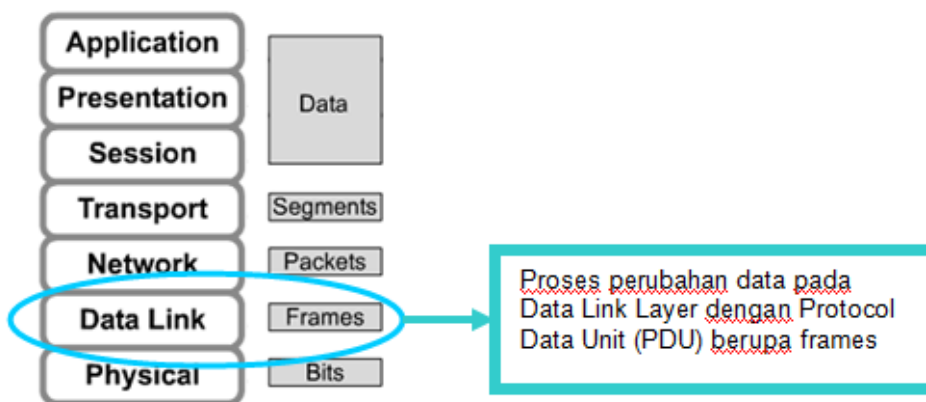 Application
Presentation
Data
Session
Transport
Segments
Network
Packets
Data Link
Frames
Physical
Bits
Proses perubahan data pada
Data Link Layer dengan Protocol
Data Unit (PDU) berupa frames